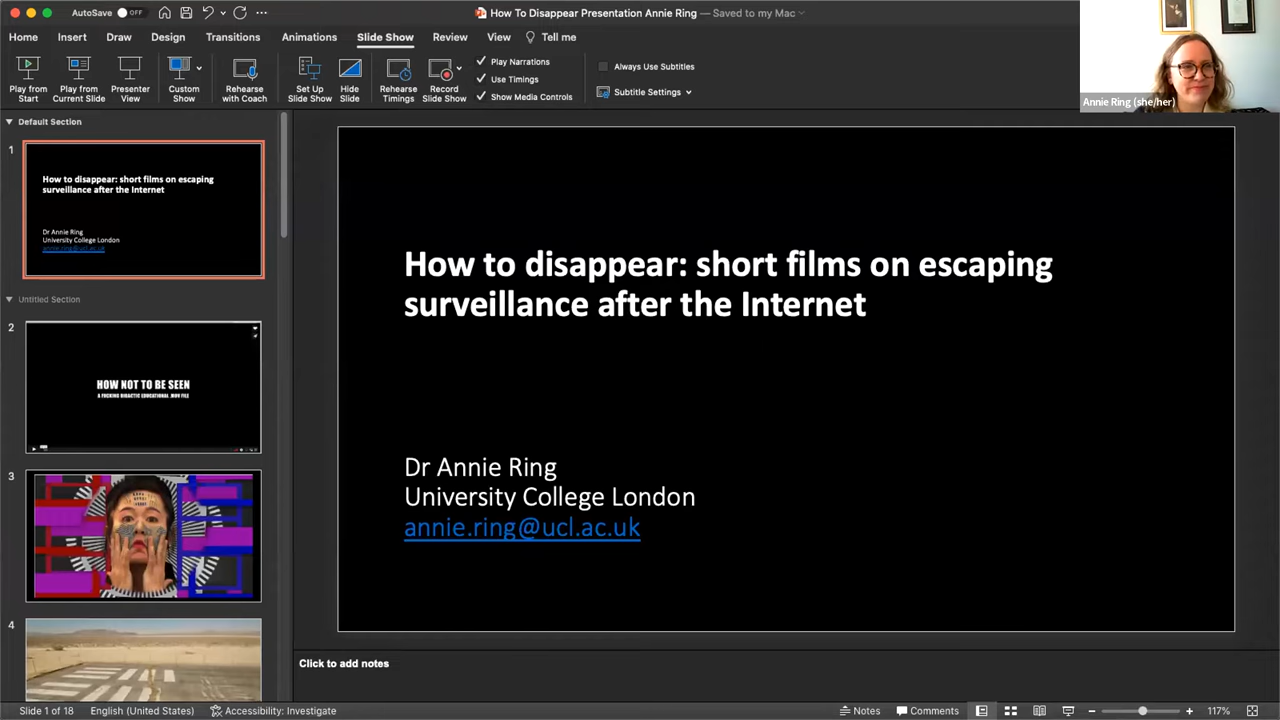 AutoSave OFF
How To Disappear Presentation Annie Ring — Saved to my Mac
Home Insert Draw Design Transitions Animations Slide Show Review View Tell me
Play from Start
Play from Current Slide
Presenter View
Custom Show
Rehearse with Coach
Set Up Slide Show
Hide Slide
Rehearse Timings
Record Slide Show
Play Narrations
Use Timings
Show Media Controls
Always Use Subtitles
Subtitle Settings
Annie Ring (she/her)
Default Section
1
How to disappear: short films on escaping
surveillance after the Internet
Dr Annie Ring
University College London
annie.ring@ucl.ac.uk
Untitled Section
2
HOW NOT TO BE SEEN
A FUCKING DIDACTIC EDUCATIONAL .MOV FILE
3
4
How to disappear: short films on escaping
surveillance after the Internet
Dr Annie Ring
University College London
annie.ring@ucl.ac.uk
Click to add notes
Slide 1 of 18 English (United States) Accessibility: Investigate Notes Comments 117%